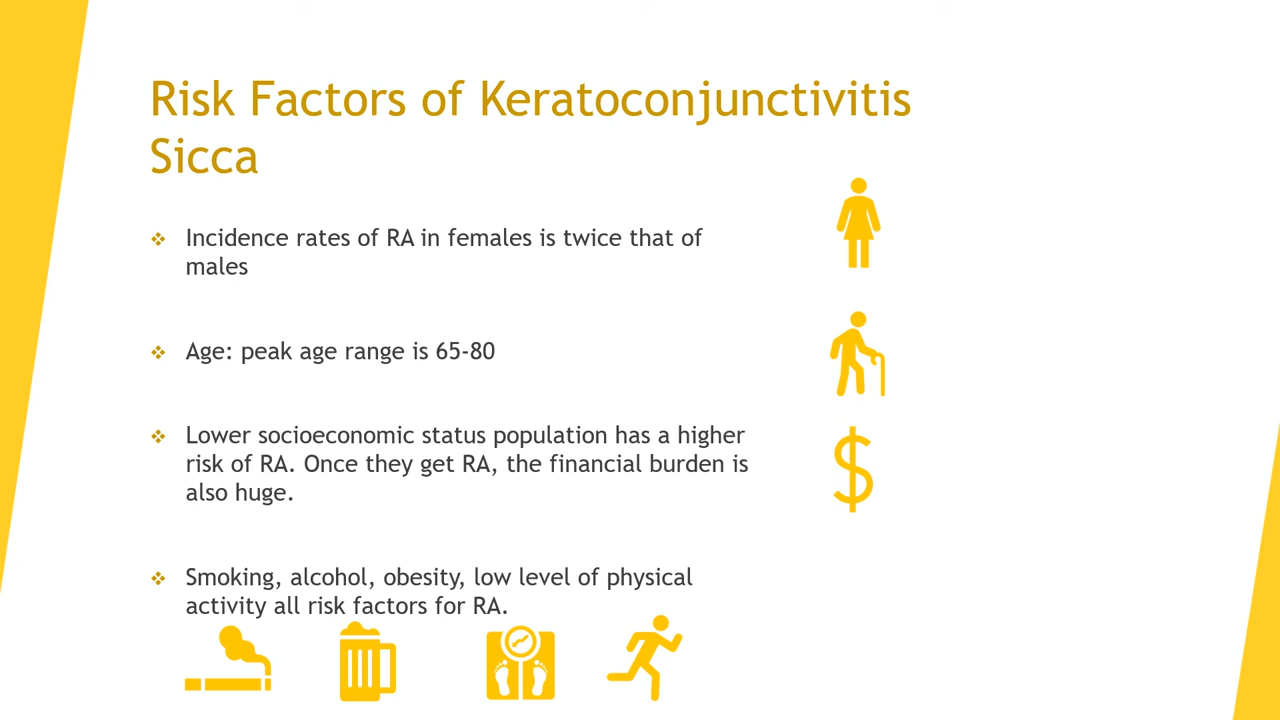 Risk Factors of Keratoconjunctivitis
Sicca
Incidence rates of RA in females is twice that of
males
Age: peak age range is 65-80
Lower socioeconomic status population has a higher
risk of RA. Once they get RA, the financial burden is
also huge.
Smoking, alcohol, obesity, low level of physical
activity all risk factors for RA.